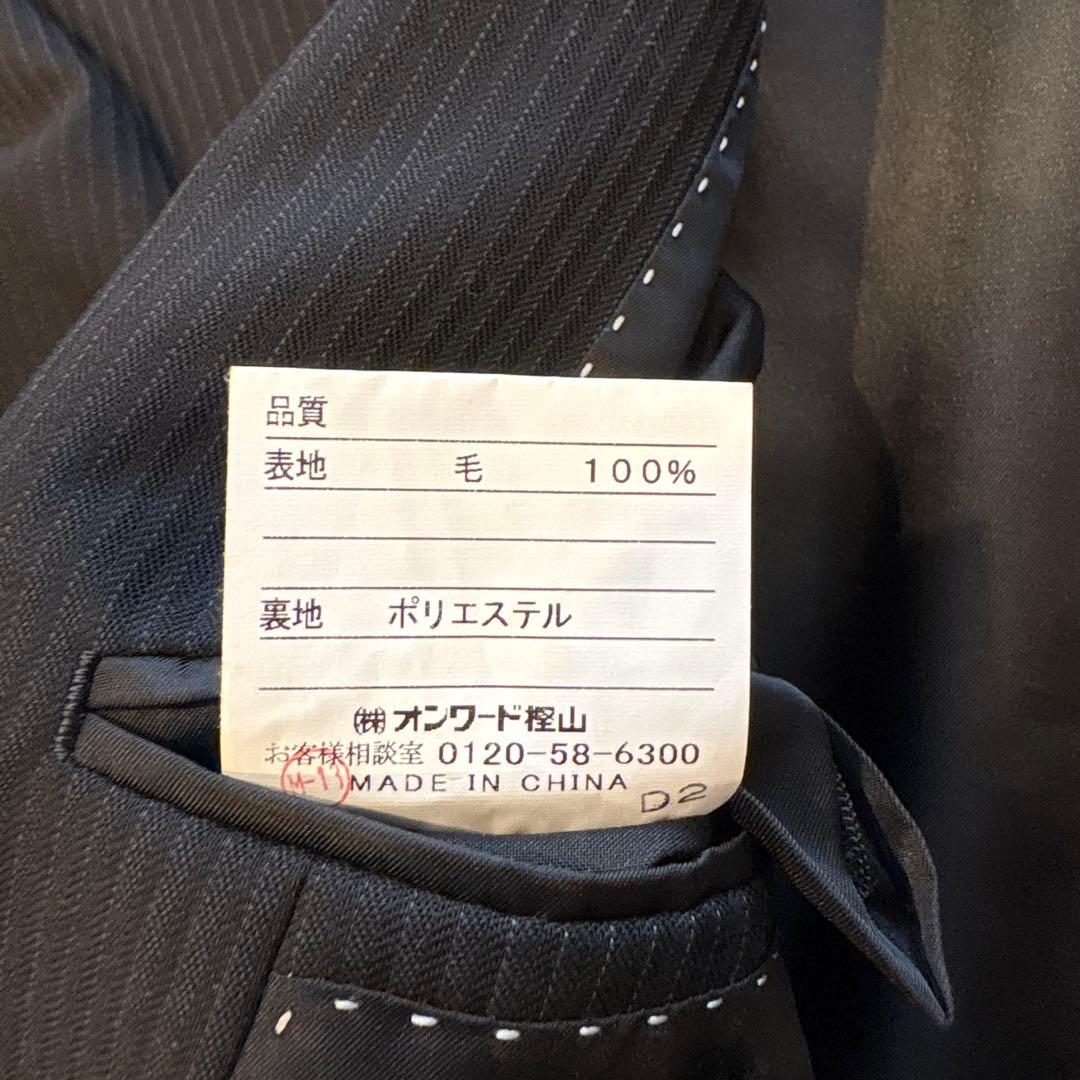 品質
表地 毛 100%
裏地 ポリエステル
㈱オンワード樫山
お客様相談室 0120-58-6300
M-11 MADE IN CHINA
D2